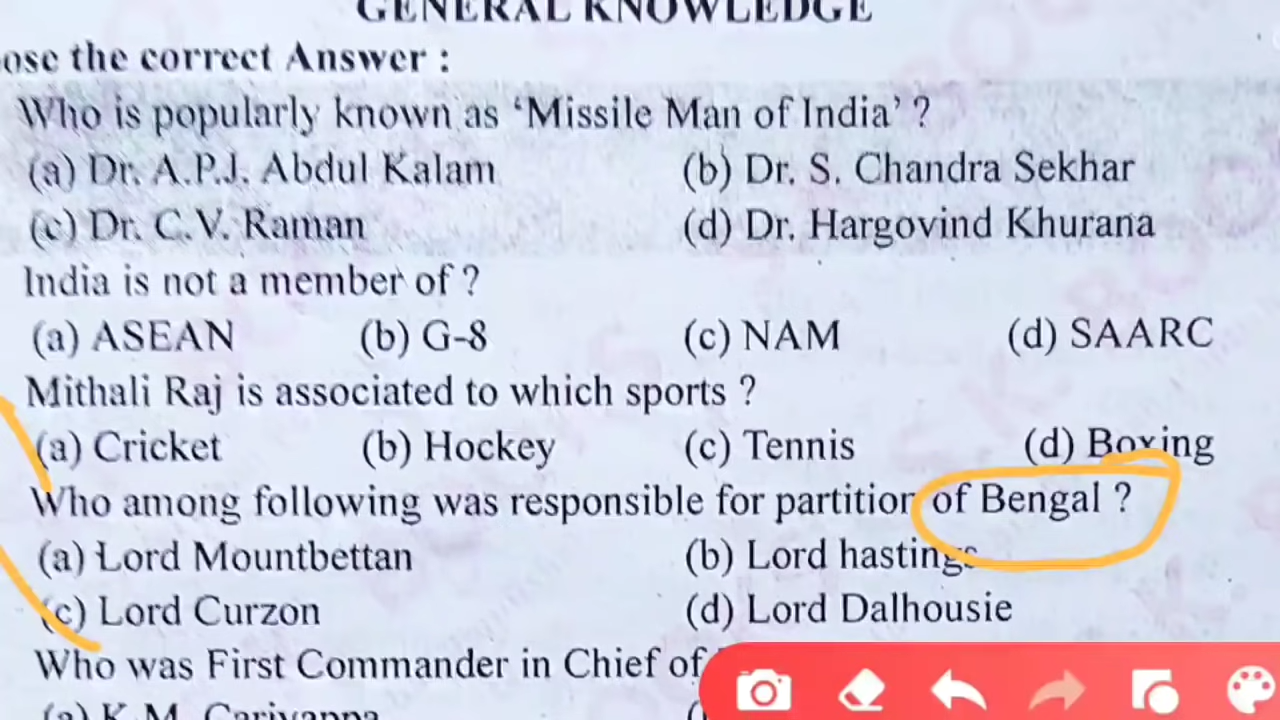 GENERAL KNOWLEDGE
ose the correct Answer :
Who is popularly known as ‘Missile Man of India’ ?
(a) Dr. A.P.J. Abdul Kalam (b) Dr. S. Chandra Sekhar
(c) Dr. C.V. Raman (d) Dr. Hargovind Khurana
India is not a member of ?
(a) ASEAN (b) G-8 (c) NAM (d) SAARC
Mithali Raj is associated to which sports ?
(a) Cricket (b) Hockey (c) Tennis (d) Boxing
Who among following was responsible for partition of Bengal ?
(a) Lord Mountbettan (b) Lord hastings
(c) Lord Curzon (d) Lord Dalhousie
Who was First Commander in Chief of
(a) K.M. Cariyappa